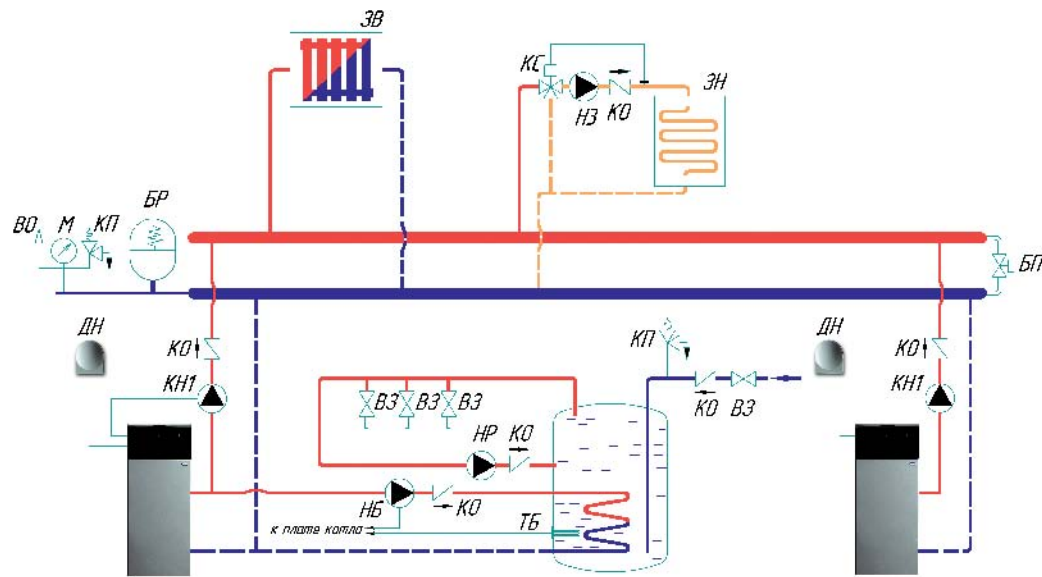 ЗВ
КС
НЗ
КО
ЗН
ВО
М
КП
БР
БП
ДН
КО
КН1
КП
ДН
КО
ВЗ
КО
КН1
ВЗ
ВЗ
ВЗ
НР
КО
НБ
КО
ТБ
к плате котла